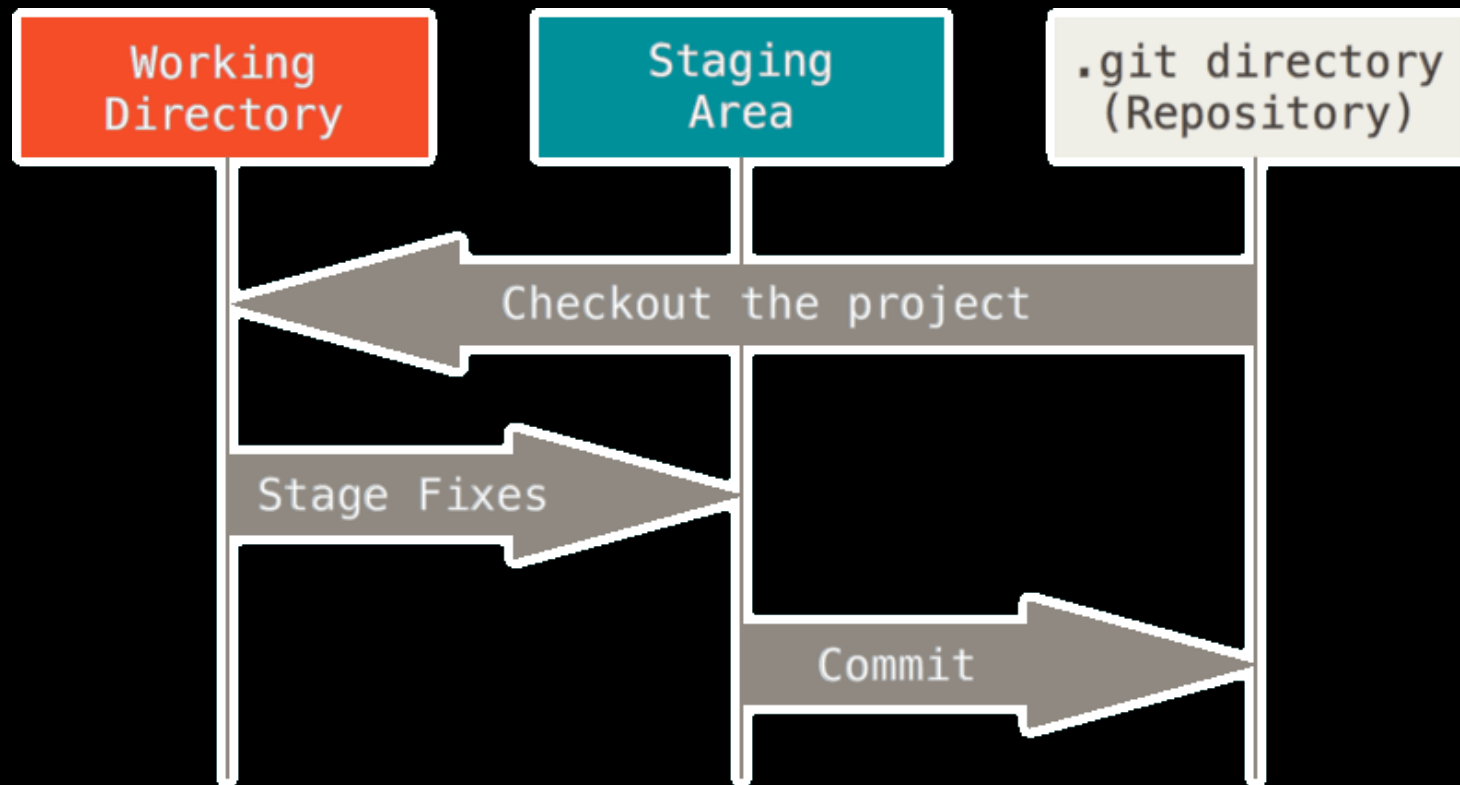 Working
Directory
Staging
Area
.git directory
(Repository)
Checkout the project
Stage Fixes
Commit